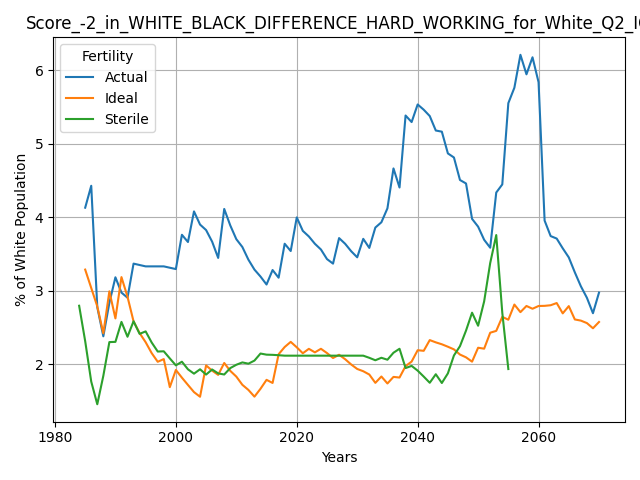 Score_-2_in_WHITE_BLACK_DIFFERENCE_HARD_WORKING_for_White_Q2_I
Fertility
Actual
Ideal
Sterile
6
5
4
3
2
% of White Population
1980
2000
2020
2040
2060
Years